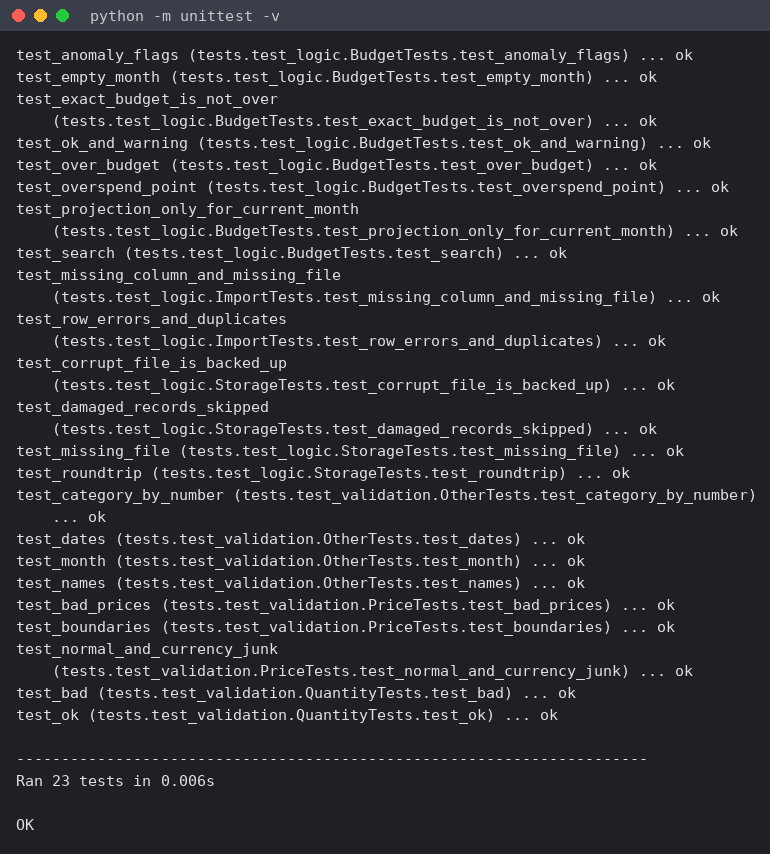 python -m unittest -v
test_anomaly_flags (tests.test_logic.BudgetTests.test_anomaly_flags) ... ok
test_empty_month (tests.test_logic.BudgetTests.test_empty_month) ... ok
test_exact_budget_is_not_over
    (tests.test_logic.BudgetTests.test_exact_budget_is_not_over) ... ok
test_ok_and_warning (tests.test_logic.BudgetTests.test_ok_and_warning) ... ok
test_over_budget (tests.test_logic.BudgetTests.test_over_budget) ... ok
test_overspend_point (tests.test_logic.BudgetTests.test_overspend_point) ... ok
test_projection_only_for_current_month
    (tests.test_logic.BudgetTests.test_projection_only_for_current_month) ... ok
test_search (tests.test_logic.BudgetTests.test_search) ... ok
test_missing_column_and_missing_file
    (tests.test_logic.ImportTests.test_missing_column_and_missing_file) ... ok
test_row_errors_and_duplicates
    (tests.test_logic.ImportTests.test_row_errors_and_duplicates) ... ok
test_corrupt_file_is_backed_up
    (tests.test_logic.StorageTests.test_corrupt_file_is_backed_up) ... ok
test_damaged_records_skipped
    (tests.test_logic.StorageTests.test_damaged_records_skipped) ... ok
test_missing_file (tests.test_logic.StorageTests.test_missing_file) ... ok
test_roundtrip (tests.test_logic.StorageTests.test_roundtrip) ... ok
test_category_by_number (tests.test_validation.OtherTests.test_category_by_number)
    ... ok
test_dates (tests.test_validation.OtherTests.test_dates) ... ok
test_month (tests.test_validation.OtherTests.test_month) ... ok
test_names (tests.test_validation.OtherTests.test_names) ... ok
test_bad_prices (tests.test_validation.PriceTests.test_bad_prices) ... ok
test_boundaries (tests.test_validation.PriceTests.test_boundaries) ... ok
test_normal_and_currency_junk
    (tests.test_validation.PriceTests.test_normal_and_currency_junk) ... ok
test_bad (tests.test_validation.QuantityTests.test_bad) ... ok
test_ok (tests.test_validation.QuantityTests.test_ok) ... ok
----------------------------------------------------------------------
Ran 23 tests in 0.006s
OK